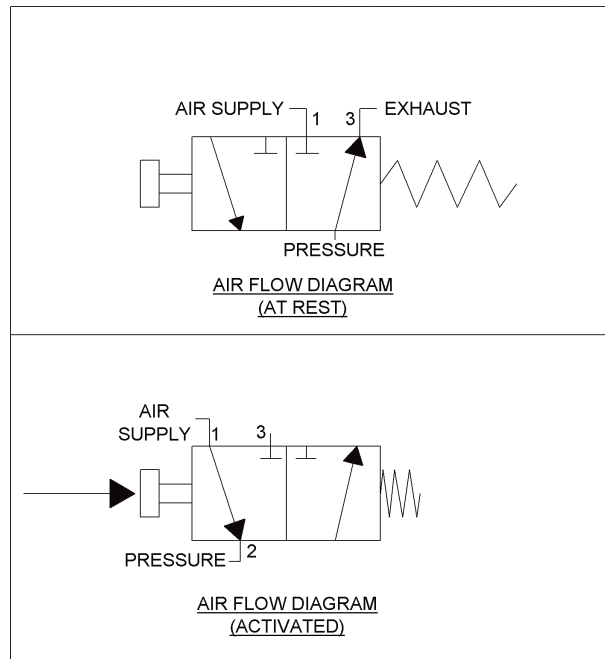 AIR SUPPLY 1 3 EXHAUST
PRESSURE
AIR FLOW DIAGRAM
(AT REST)
AIR
SUPPLY 1 3
PRESSURE 2
AIR FLOW DIAGRAM
(ACTIVATED)